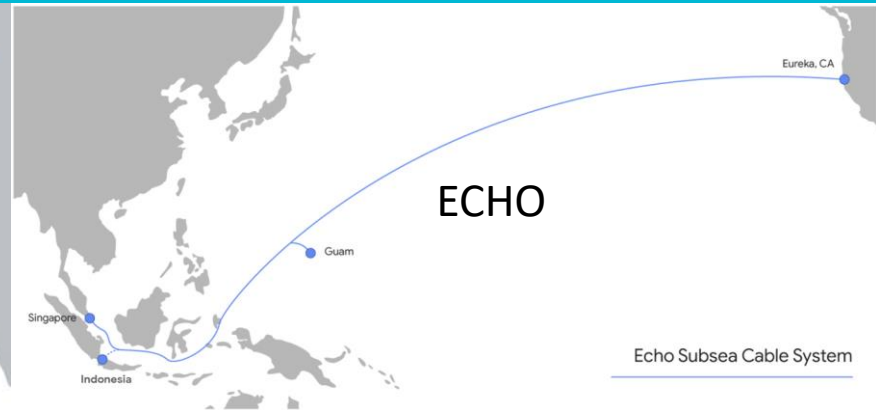 Eureka, CA
ECHO
Guam
Singapore
Echo Subsea Cable System
Indonesia